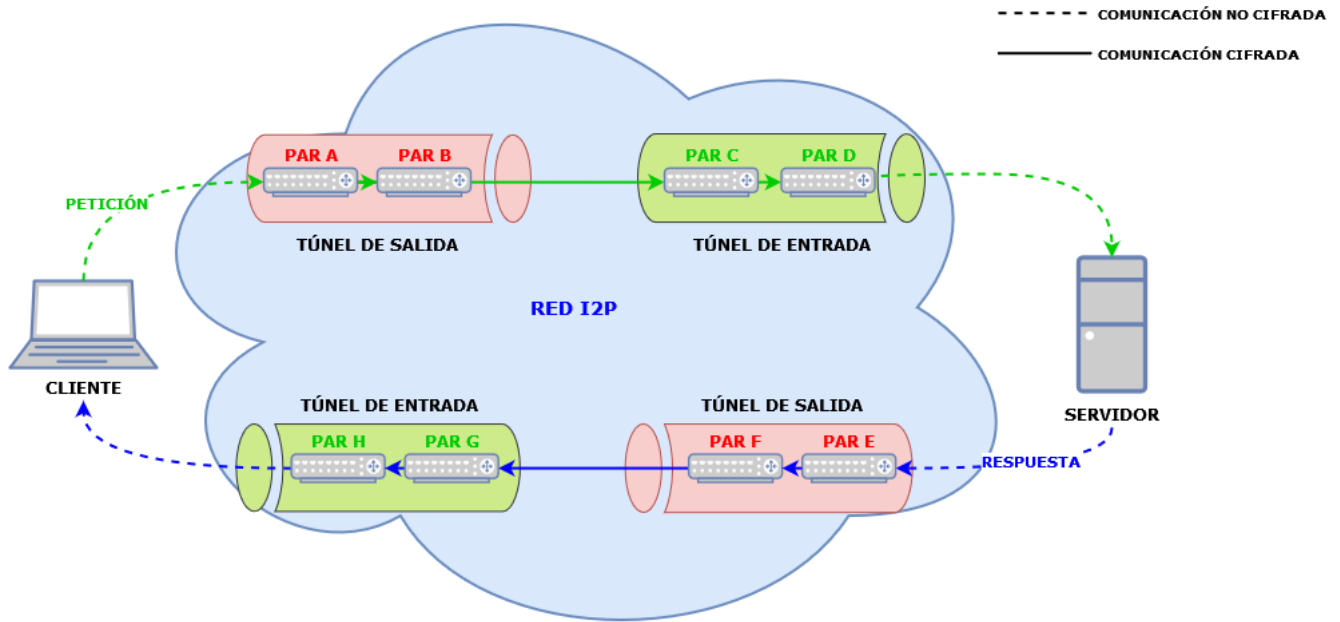 COMUNICACIÓN NO CIFRADA
COMUNICACIÓN CIFRADA
PAR A
PAR B
PAR C
PAR D
PETICIÓN
TÚNEL DE SALIDA
TÚNEL DE ENTRADA
RED I2P
CLIENTE
SERVIDOR
TÚNEL DE ENTRADA
TÚNEL DE SALIDA
PAR H
PAR G
PAR F
PAR E
RESPUESTA